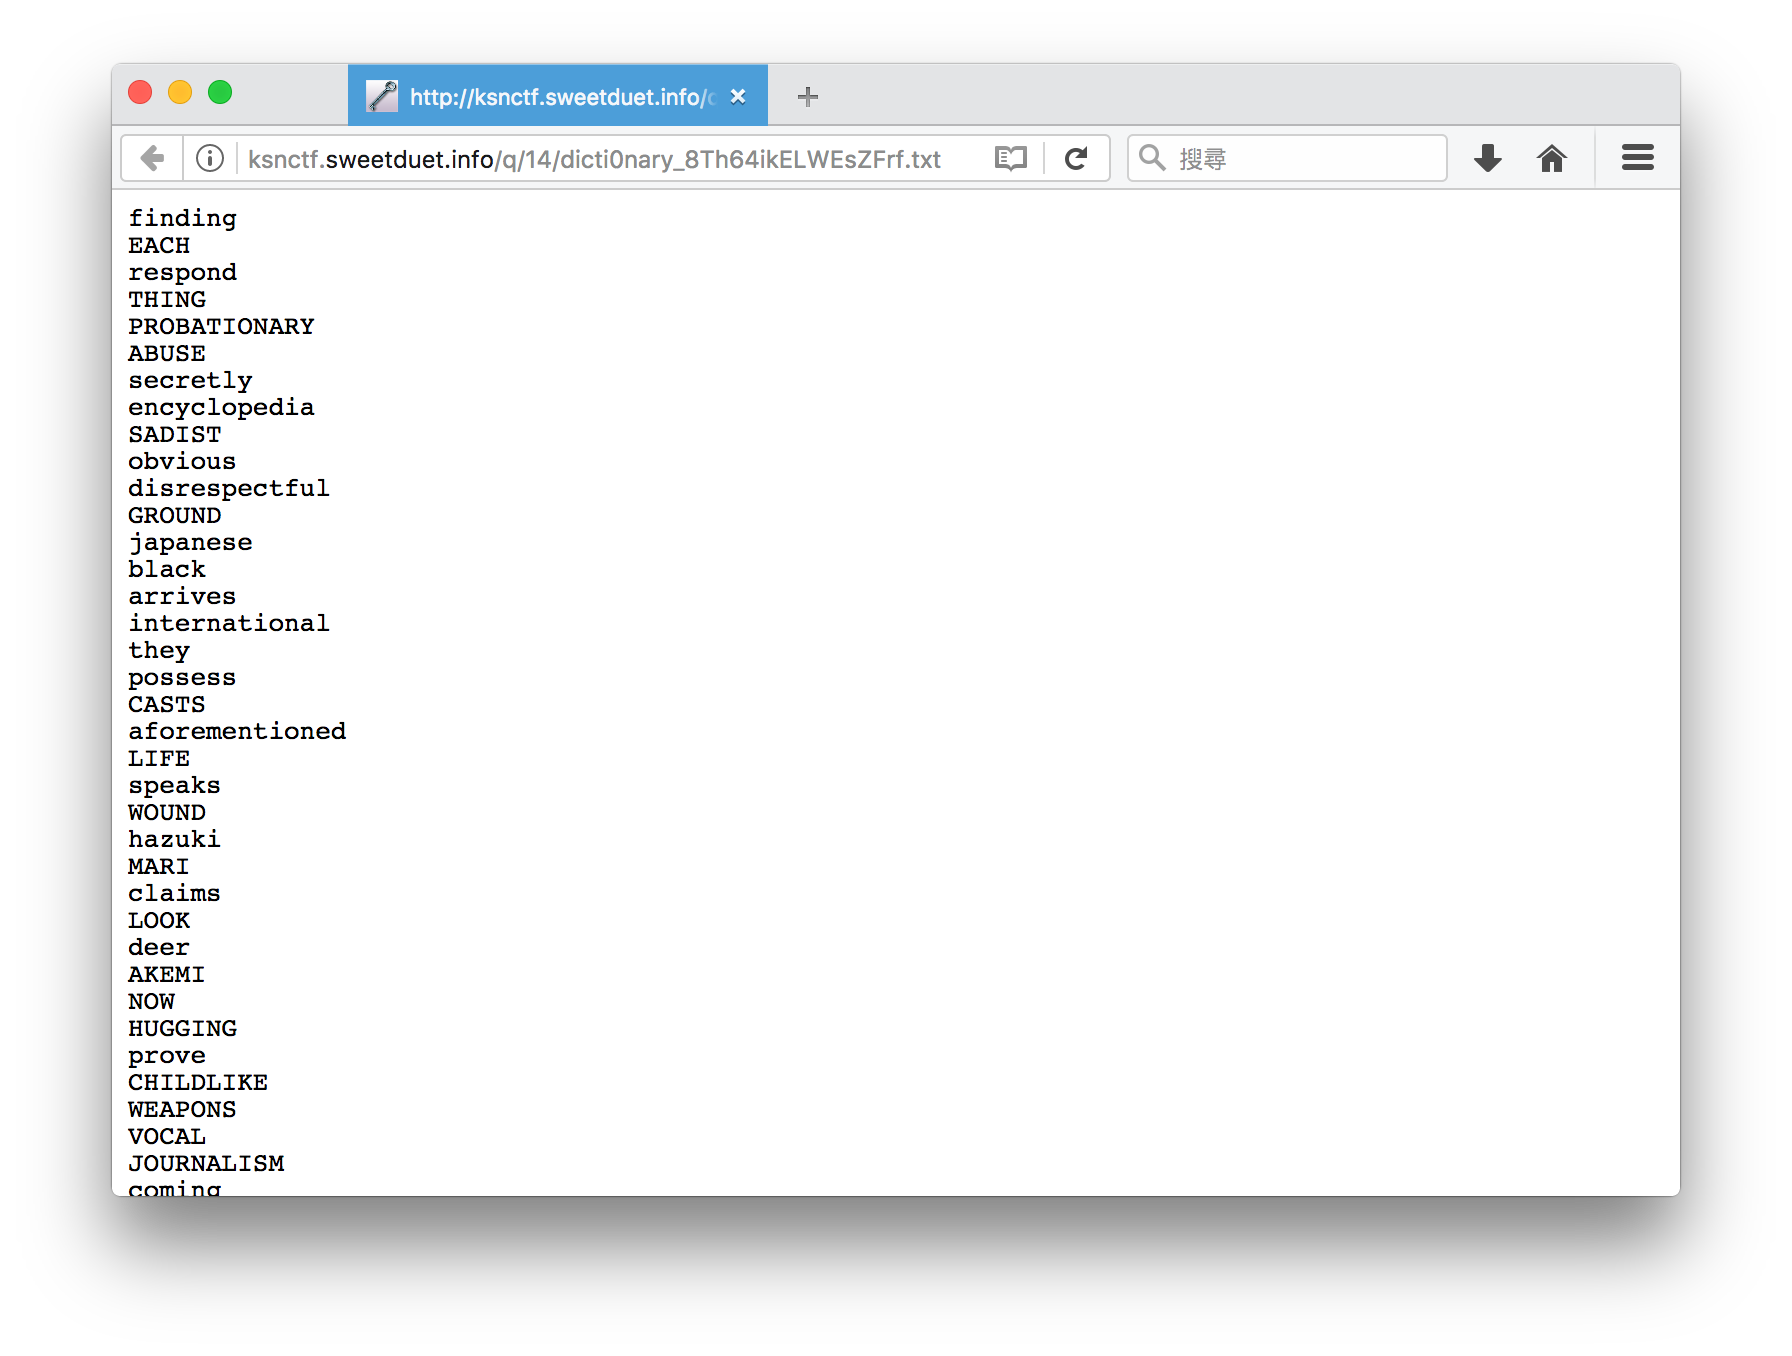 http://ksnctf.sweetduet.info/
ksnctf.sweetduet.info/q/14/dicti0nary_8Th64ikELWEsZFrf.txt
搜尋
finding
EACH
respond
THING
PROBATIONARY
ABUSE
secretly
encyclopedia
SADIST
obvious
disrespectful
GROUND
japanese
black
arrives
international
they
possess
CASTS
aforementioned
LIFE
speaks
WOUND
hazuki
MARI
claims
LOOK
deer
AKEMI
NOW
HUGGING
prove
CHILDLIKE
WEAPONS
VOCAL
JOURNALISM
coming